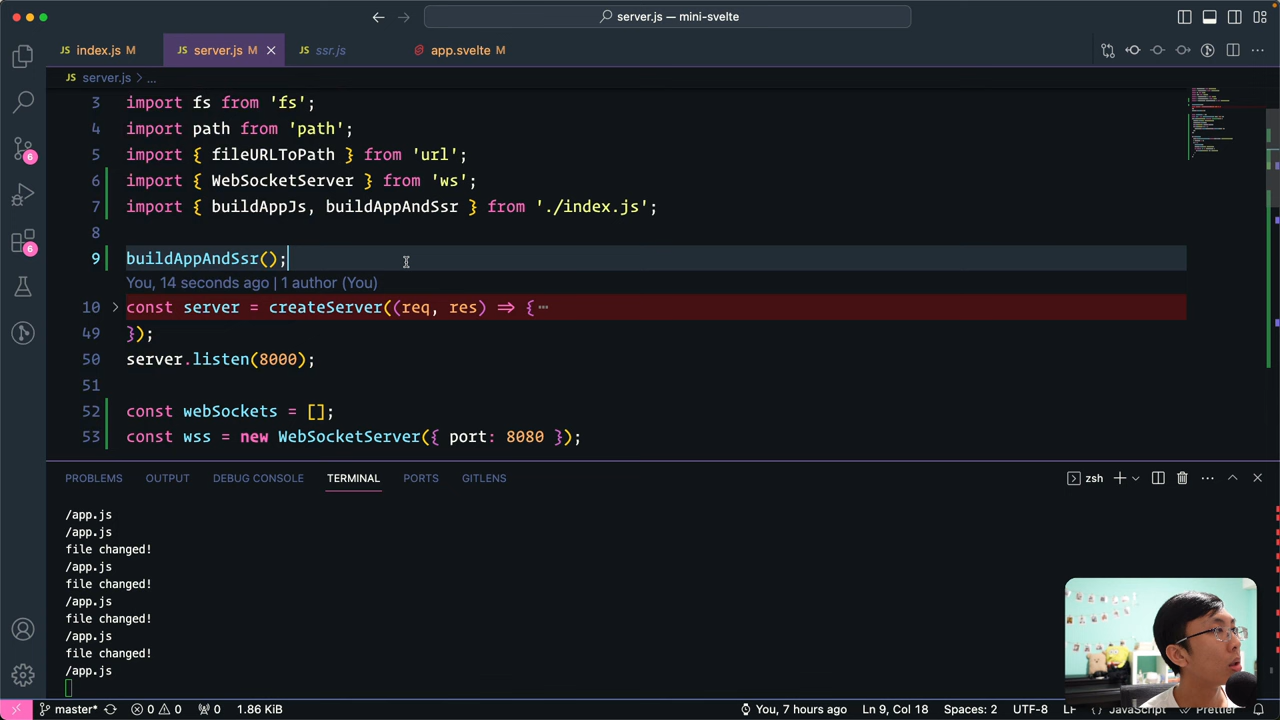 server.js — mini-svelte
JS index.js M
JS server.js M
JS ssr.js
app.svelte M
JS server.js > ...
3 import fs from 'fs';
4 import path from 'path';
5 import { fileURLToPath } from 'url';
6 import { WebSocketServer } from 'ws';
7 import { buildAppJs, buildAppAndSsr } from './index.js';
8
9 buildAppAndSsr();
You, 14 seconds ago | 1 author (You)
10 const server = createServer((req, res) => { ...
49 });
50 server.listen(8000);
51
52 const webSockets = [];
53 const wss = new WebSocketServer({ port: 8080 });
6
6
PROBLEMS OUTPUT DEBUG CONSOLE TERMINAL PORTS GITLENS
zsh
/app.js
/app.js
file changed!
/app.js
file changed!
/app.js
file changed!
/app.js
file changed!
/app.js
master* 0 0 0 1.86 KiB You, 7 hours ago Ln 9, Col 18 Spaces: 2 UTF-8 LF { } JavaScript Prettier